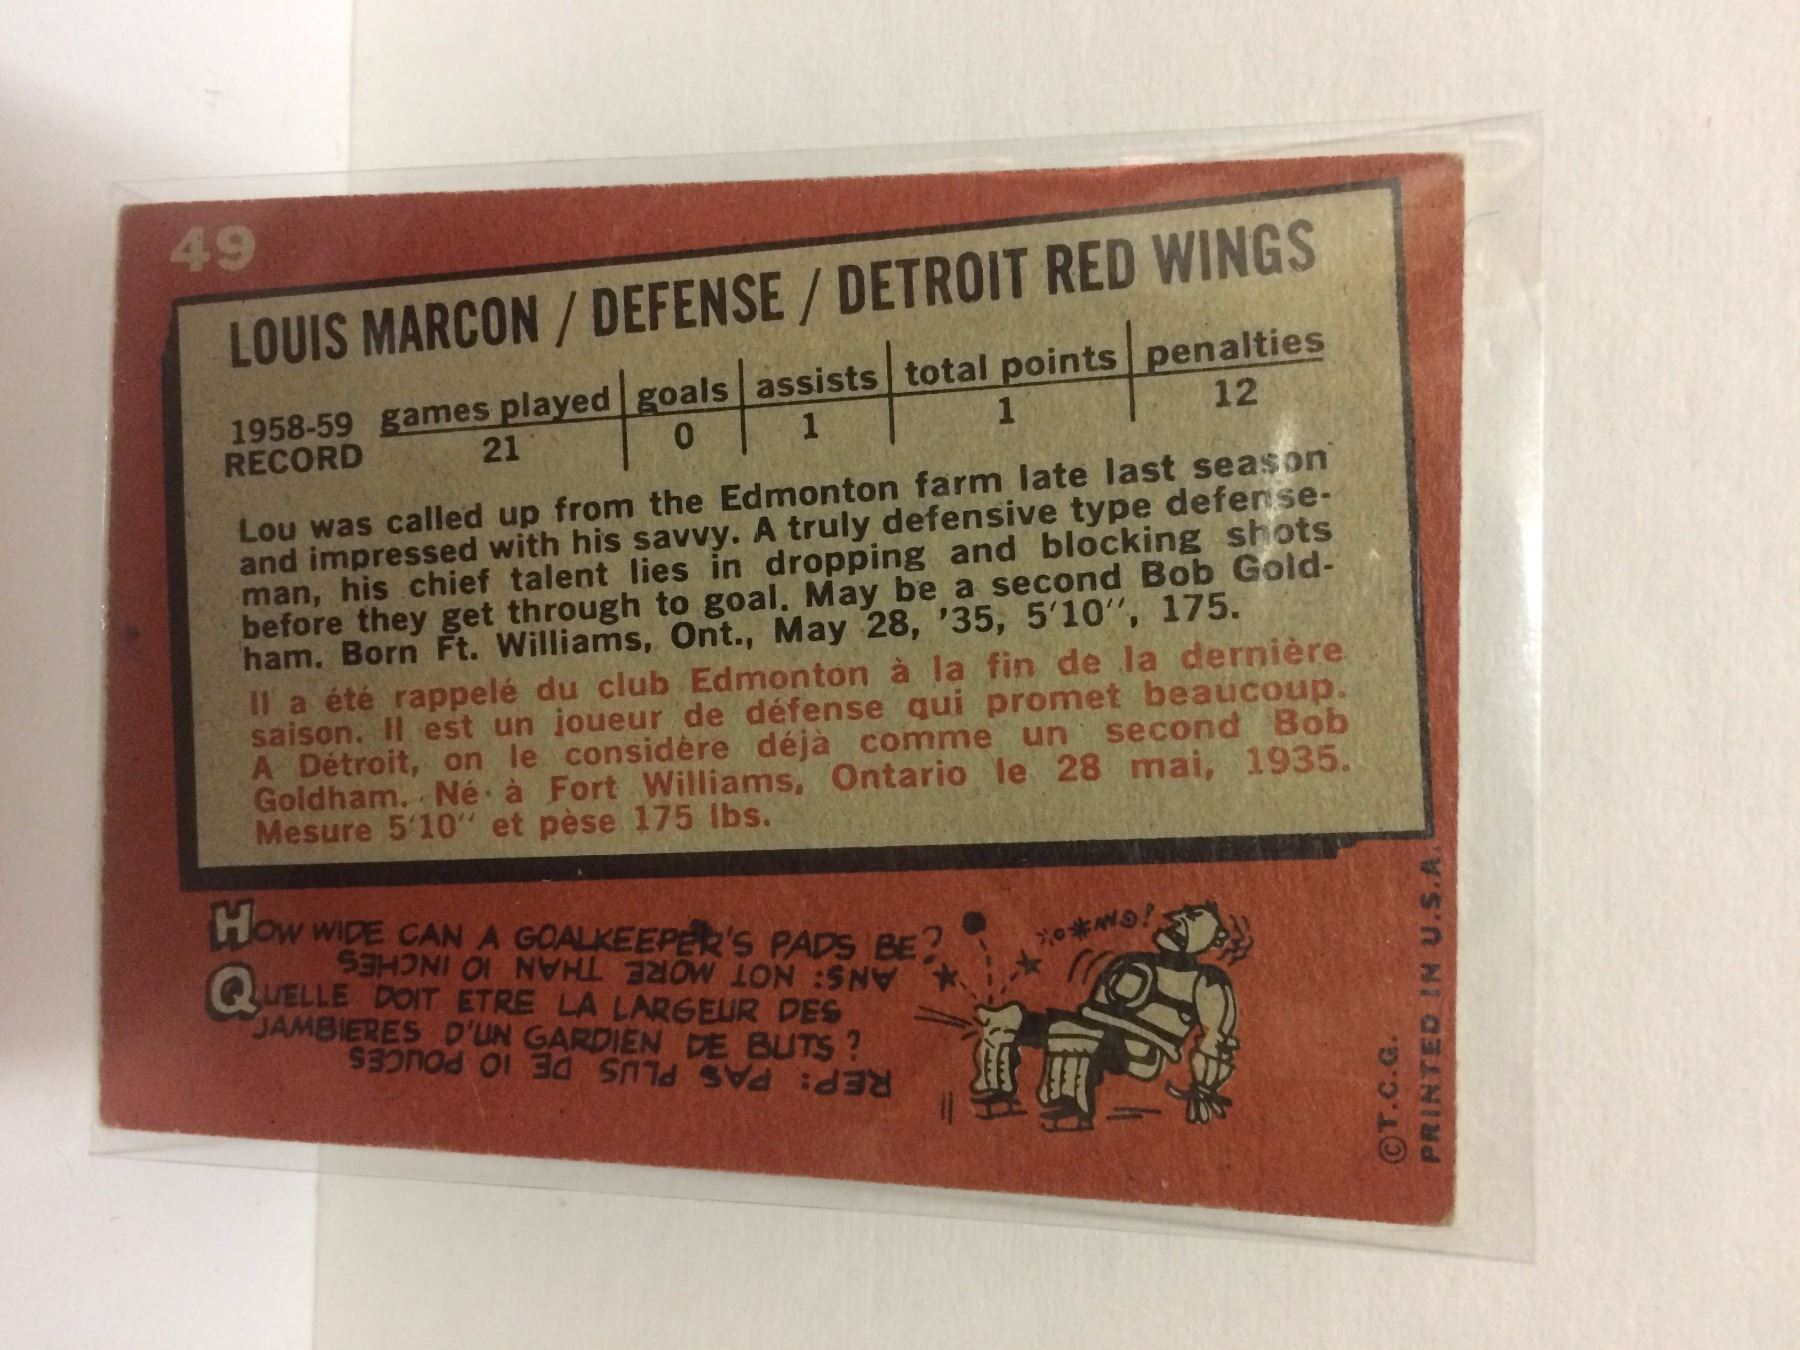 49
LOUIS MARCON / DEFENSE / DETROIT RED WINGS
games played goals assists total points penalties
1958-59 RECORD 21 0 1 1 12
Lou was called up from the Edmonton farm late last season
and impressed with his savvy. A truly defensive type defense-
man, his chief talent lies in dropping and blocking shots
before they get through to goal. May be a second Bob Gold-
ham. Born Ft. Williams, Ont., May 28, '35, 5'10", 175.
Il a été rappelé du club Edmonton à la fin de la dernière
saison. Il est un joueur de défense qui promet beaucoup.
A Détroit, on le considère déjà comme un second Bob
Goldham. Né à Fort Williams, Ontario le 28 mai, 1935.
Mesure 5'10" et pèse 175 lbs.
HOW WIDE CAN A GOALKEEPER'S PADS BE?
ANS: NOT MORE THAN 10 INCHES
QUELLE DOIT ETRE LA LARGEUR DES
JAMBIERES D'UN GARDIEN DE BUTS?
REP: PAS PLUS DE 10 POUCES
©T.C.G.
PRINTED IN U.S.A.